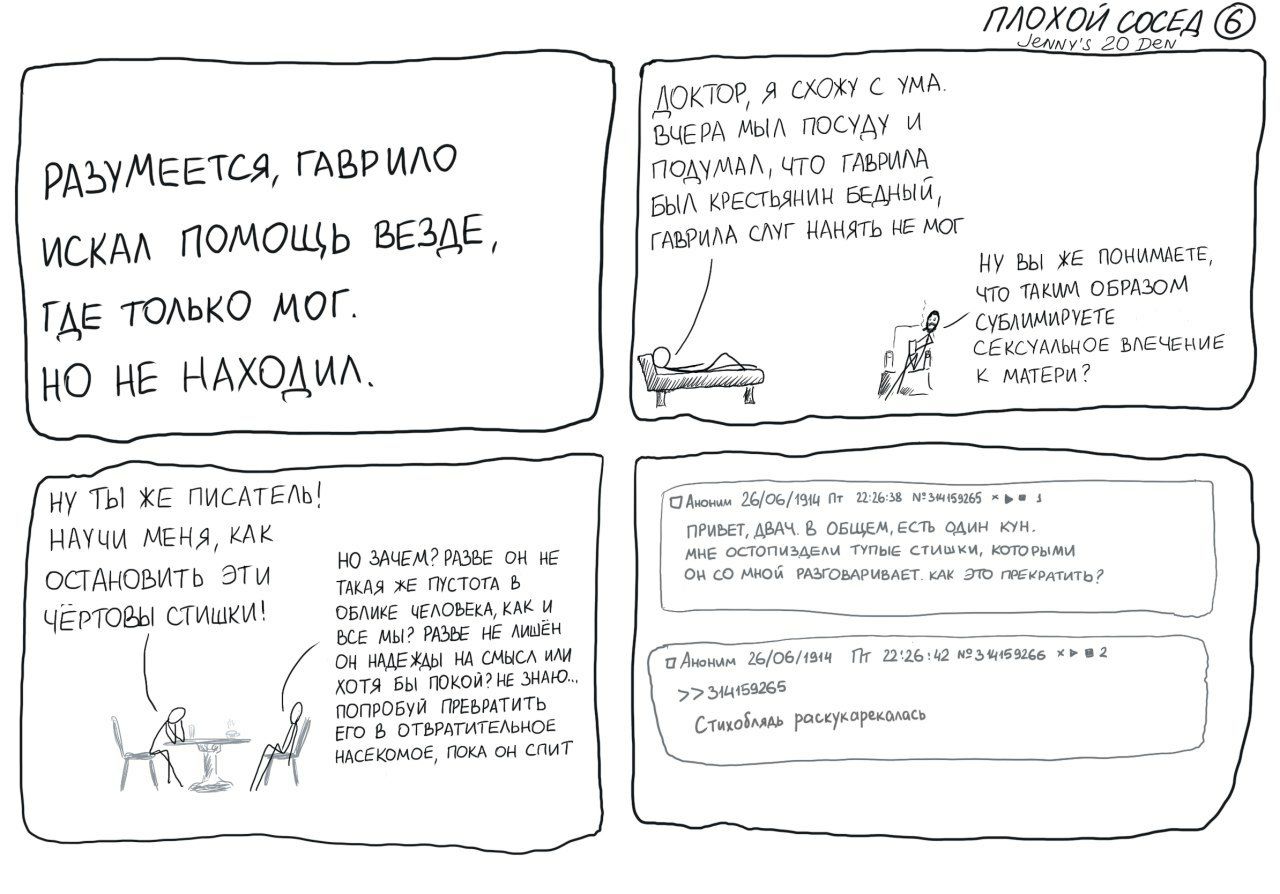 ПЛОХОЙ СОСЕД 6
Jenny's 20 Den
РАЗУМЕЕТСЯ, ГАВРИЛО
ИСКАЛ ПОМОЩЬ ВЕЗДЕ,
ГДЕ ТОЛЬКО МОГ.
НО НЕ НАХОДИЛ.
ДОКТОР, Я СХОЖУ С УМА.
ВЧЕРА МЫЛ ПОСУДУ И
ПОДУМАЛ, ЧТО ГАВРИЛА
БЫЛ КРЕСТЬЯНИН БЕДНЫЙ,
ГАВРИЛА СЛУГ НАНЯТЬ НЕ МОГ
НУ ВЫ ЖЕ ПОНИМАЕТЕ,
ЧТО ТАКИМ ОБРАЗОМ
СУБЛИМИРУЕТЕ
СЕКСУАЛЬНОЕ ВЛЕЧЕНИЕ
К МАТЕРИ?
НУ ТЫ ЖЕ ПИСАТЕЛЬ!
НАУЧИ МЕНЯ, КАК
ОСТАНОВИТЬ ЭТИ
ЧЁРТОВЫ СТИШКИ!
НО ЗАЧЕМ? РАЗВЕ ОН НЕ
ТАКАЯ ЖЕ ПУСТОТА В
ОБЛИКЕ ЧЕЛОВЕКА, КАК И
ВСЕ МЫ? РАЗВЕ НЕ ЛИШЁН
ОН НАДЕЖДЫ НА СМЫСЛ ИЛИ
ХОТЯ БЫ ПОКОЙ? НЕ ЗНАЮ...
ПОПРОБУЙ ПРЕВРАТИТЬ
ЕГО В ОТВРАТИТЕЛЬНОЕ
НАСЕКОМОЕ, ПОКА ОН СПИТ
Аноним 26/06/1914 Пт 22:26:38 №314159265 × ▶ ■ 1
ПРИВЕТ, ДВАЧ. В ОБЩЕМ, ЕСТЬ ОДИН КУН.
МНЕ ОСТОПИЗДЕЛИ ТУПЫЕ СТИШКИ, КОТОРЫМИ
ОН СО МНОЙ РАЗГОВАРИВАЕТ. КАК ЭТО ПРЕКРАТИТЬ?
Аноним 26/06/1914 Пт 22:26:42 №314159266 × ▶ ■ 2
>>314159265
Стихоблядь раскукарекалась